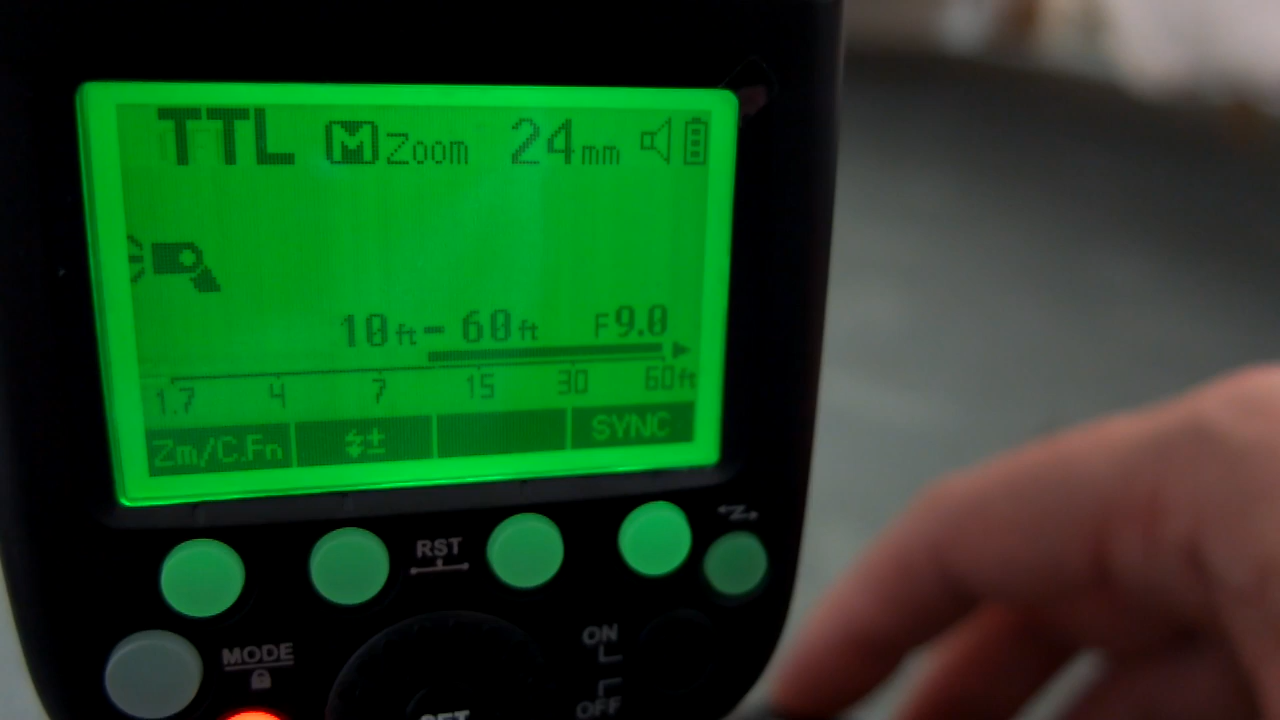 TTL M Zoom 24mm
10ft - 60ft F9.0
1.7 4 7 15 30 60ft
Zm/C.Fn ± SYNC
RST
MODE
ON
SET
OFF